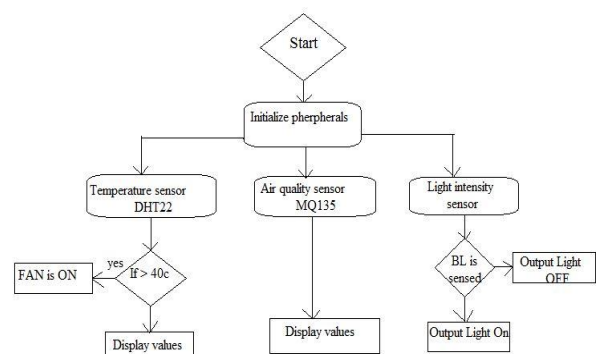 Start
Initialize pherpherals
Temperature sensor
DHT22
Air quality sensor
MQ135
Light intensity
sensor
yes
FAN is ON
If > 40c
BL is
sensed
Output Light
OFF
Display values
Display values
Output Light On